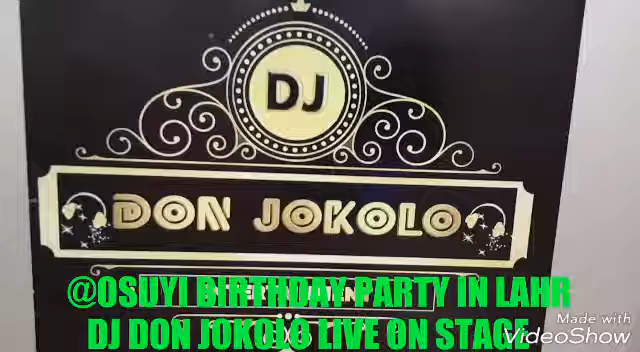 DJ
DON JOKOLO
@OSUYI BIRTHDAY PARTY IN LAHR
DJ DON JOKOLO LIVE ON STAGE
Made with
VideoShow